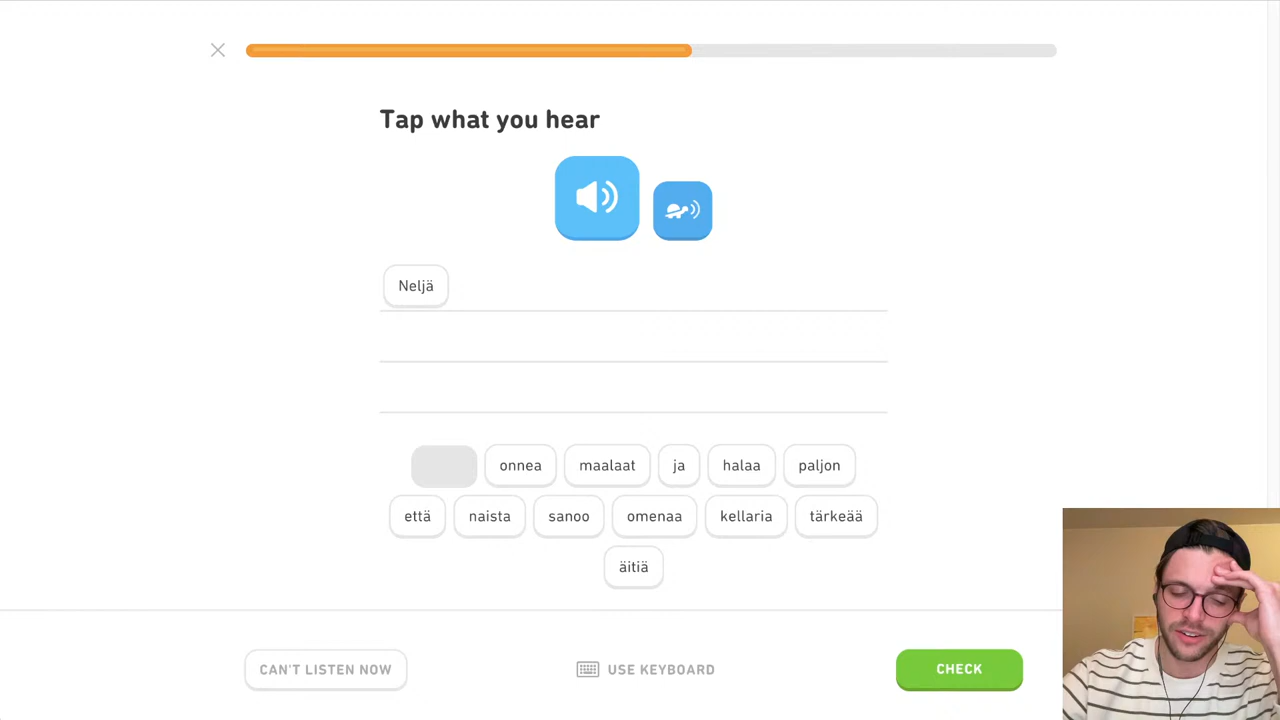 Tap what you hear
Neljä
onnea maalaat ja halaa paljon
että naista sanoo omenaa kellaria tärkeää
äitiä
CAN'T LISTEN NOW USE KEYBOARD CHECK